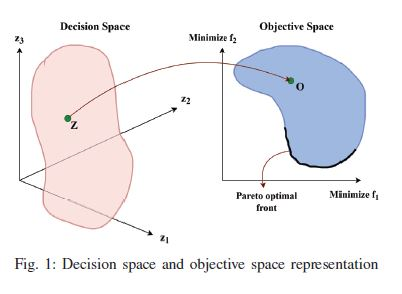 Decision Space
Objective Space
z3
Minimize f2
O
z2
Z
Pareto optimal
front
Minimize f1
z1
Fig. 1: Decision space and objective space representation